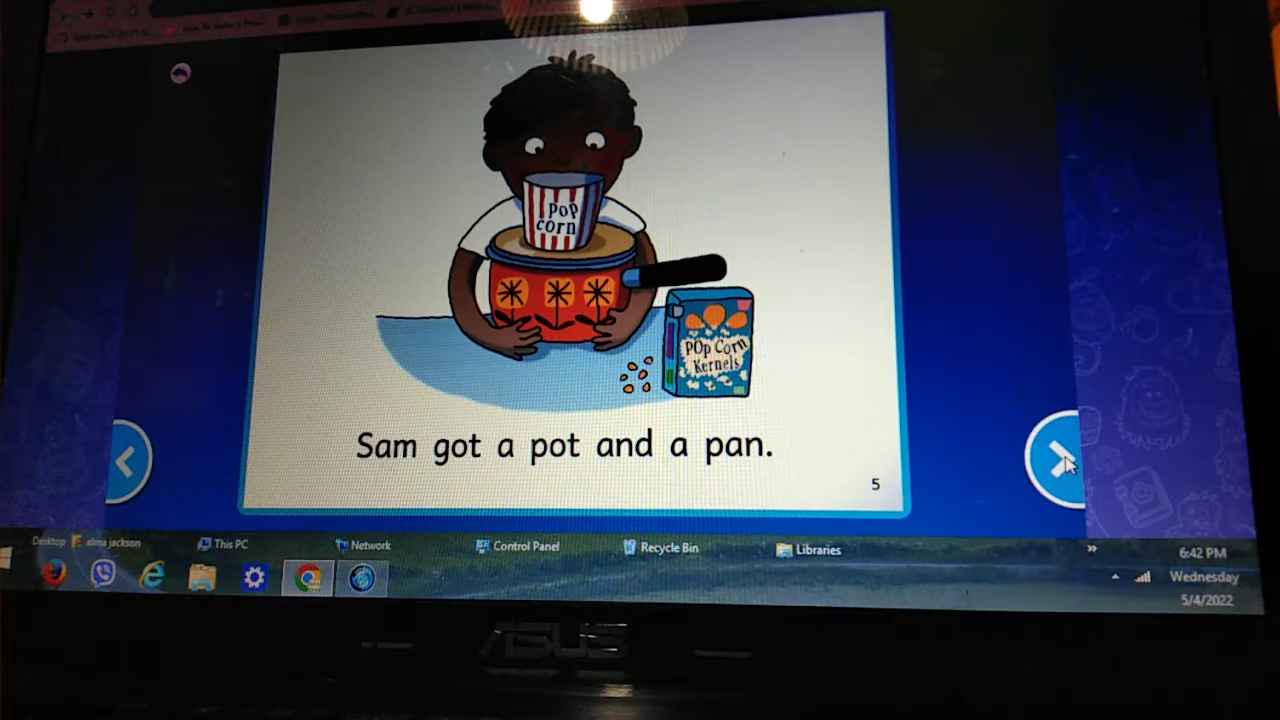 pop
corn
POp Corn
Kernels
Sam got a pot and a pan.
5
Desktop
alma jackson
This PC
Network
Control Panel
Recycle Bin
Libraries
»
6:42 PM
Wednesday
5/4/2022
ASUS